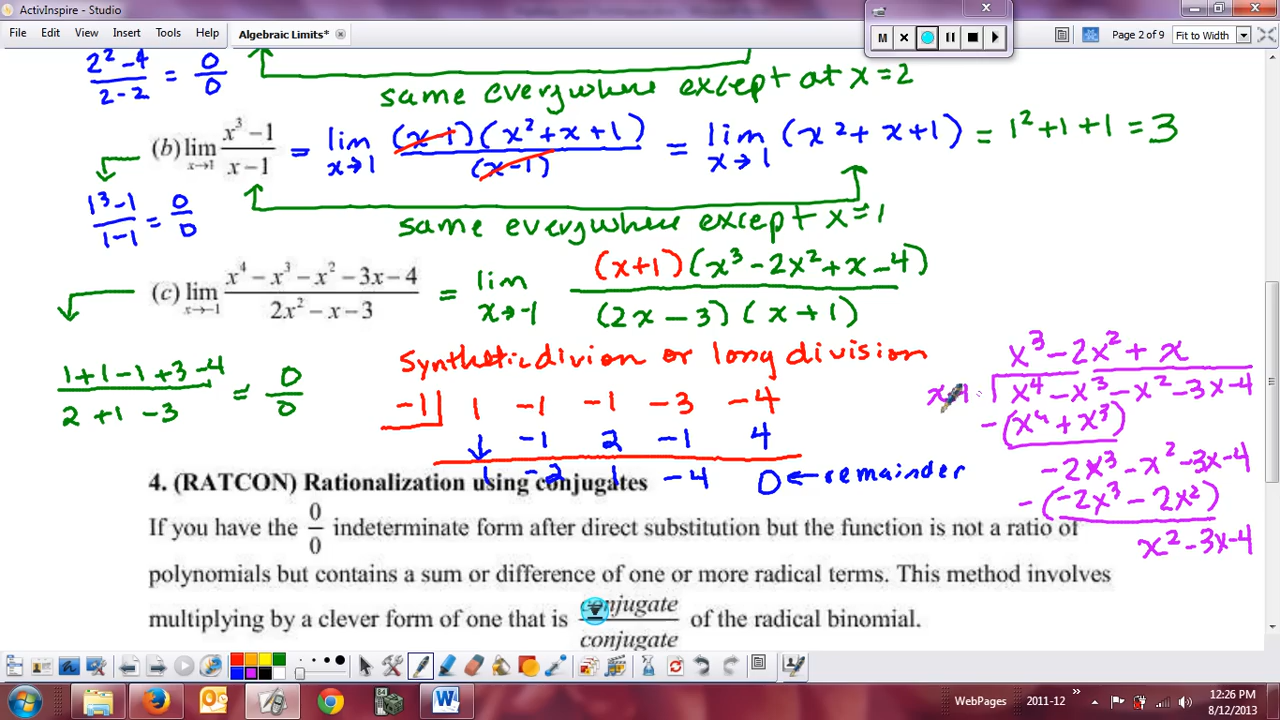 ActivInspire - Studio
File Edit View Insert Tools Help Algebraic Limits* Page 2 of 9 Fit to Width
M
2² - 4 / 2 - 2 = 0/0
same everywhere except at x = 2
(b) lim x→1 x³ - 1 / x - 1 = lim x→1 (x-1)(x² + x + 1) / (x-1) = lim x→1 (x² + x + 1) = 1² + 1 + 1 = 3
1³ - 1 / 1 - 1 = 0/0
same everywhere except x = 1
(c) lim x→-1 x⁴ - x³ - x² - 3x - 4 / 2x² - x - 3 = lim x→-1 (x+1)(x³ - 2x² + x - 4) / (2x - 3)(x + 1)
1 + 1 - 1 + 3 - 4 / 2 + 1 - 3 = 0/0
Synthetic divion or long division
-1 | 1 -1 -1 -3 -4
↓ -1 2 -1 4
1 -2 1 -4 0 ← remainder
x³ - 2x² + x
x⁴ - x³ - x² - 3x - 4
- (x⁴ + x³)
-2x³ - x² - 3x - 4
- (-2x³ - 2x²)
x² - 3x - 4
4. (RATCON) Rationalization using conjugates
If you have the 0/0 indeterminate form after direct substitution but the function is not a ratio of
polynomials but contains a sum or difference of one or more radical terms. This method involves
multiplying by a clever form of one that is conjugate/conjugate of the radical binomial.
WebPages 2011-12 » 12:26 PM
8/12/2013